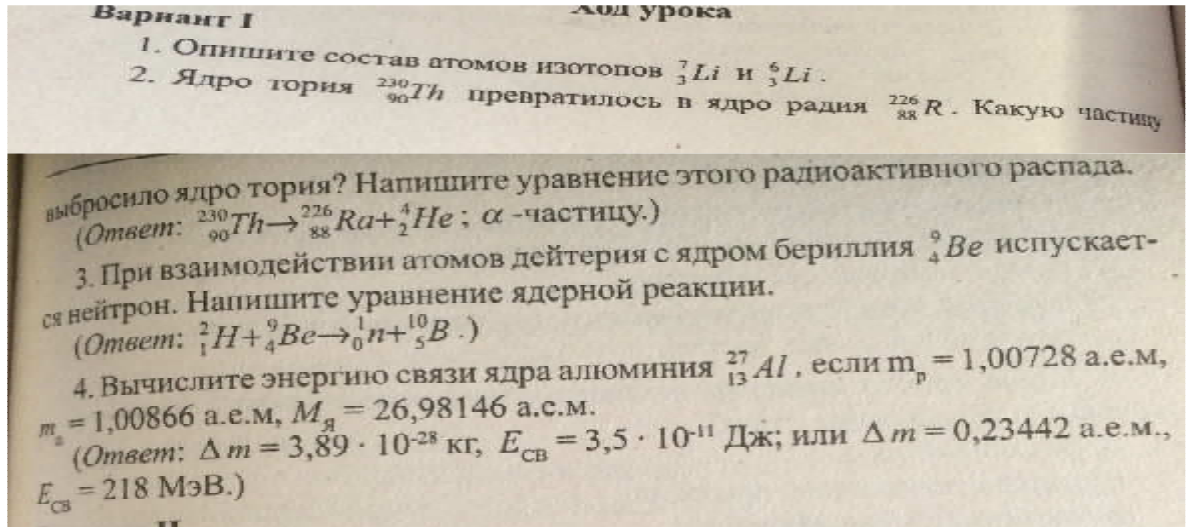 Вариант I
Ход урока
1. Опишите состав атомов изотопов ⁷₃Li и ⁶₃Li.
2. Ядро тория ²³⁰₉₀Th превратилось в ядро радия ²²⁶₈₈R. Какую частицу
выбросило ядро тория? Напишите уравнение этого радиоактивного распада.
(Ответ: ²³⁰₉₀Th→²²⁶₈₈Ra+⁴₂He; α-частицу.)
3. При взаимодействии атомов дейтерия с ядром бериллия ⁹₄Be испускает-
ся нейтрон. Напишите уравнение ядерной реакции.
(Ответ: ²₁H+⁹₄Be→¹₀n+¹⁰₅B.)
4. Вычислите энергию связи ядра алюминия ²⁷₁₃Al, если mₚ = 1,00728 а.е.м,
mₙ = 1,00866 а.е.м, Mя = 26,98146 а.е.м.
(Ответ: Δm = 3,89 · 10⁻²⁸ кг, Eсв = 3,5 · 10⁻¹¹ Дж; или Δm = 0,23442 а.е.м.,
Eсв = 218 МэВ.)